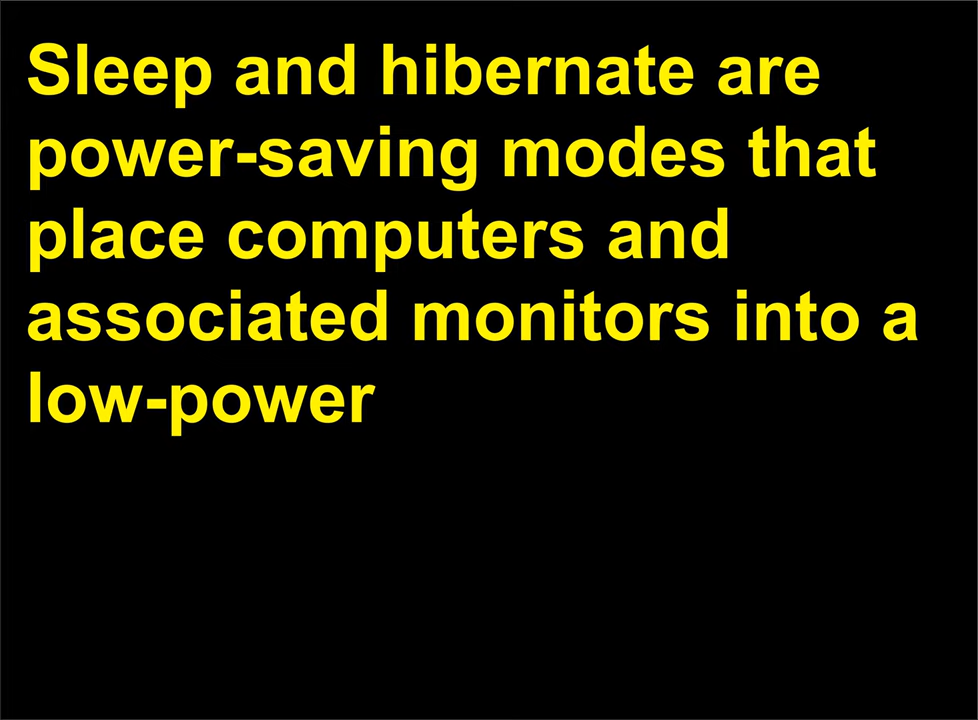 Sleep and hibernate are
power-saving modes that
place computers and
associated monitors into a
low-power